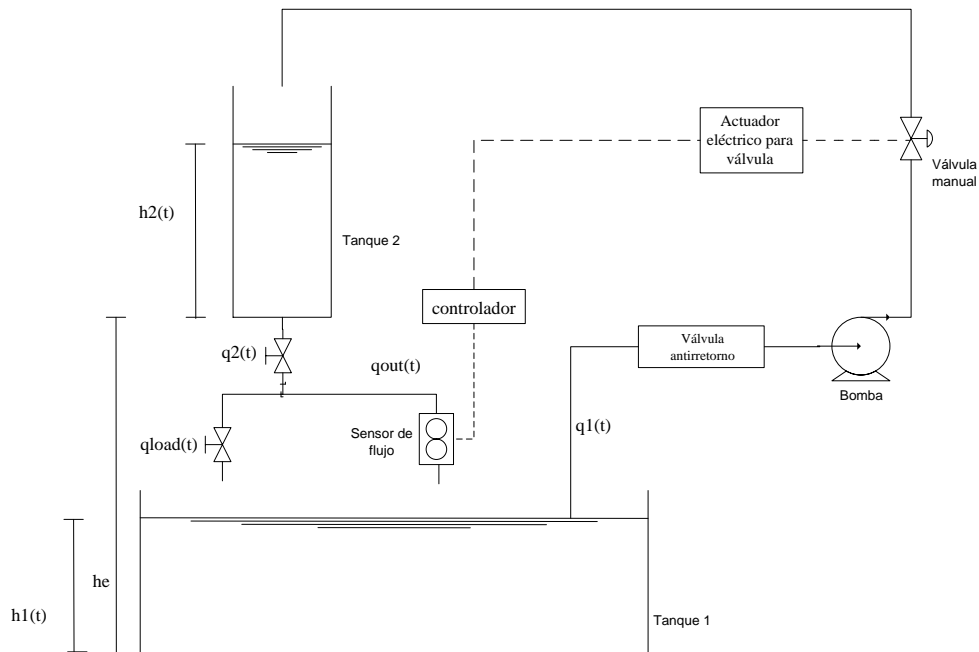 Actuador
eléctrico para
válvula
Válvula
manual
h2(t)
Tanque 2
controlador
Válvula
antirretorno
q2(t)
qout(t)
Bomba
q1(t)
Sensor de
flujo
qload(t)
he
h1(t)
Tanque 1